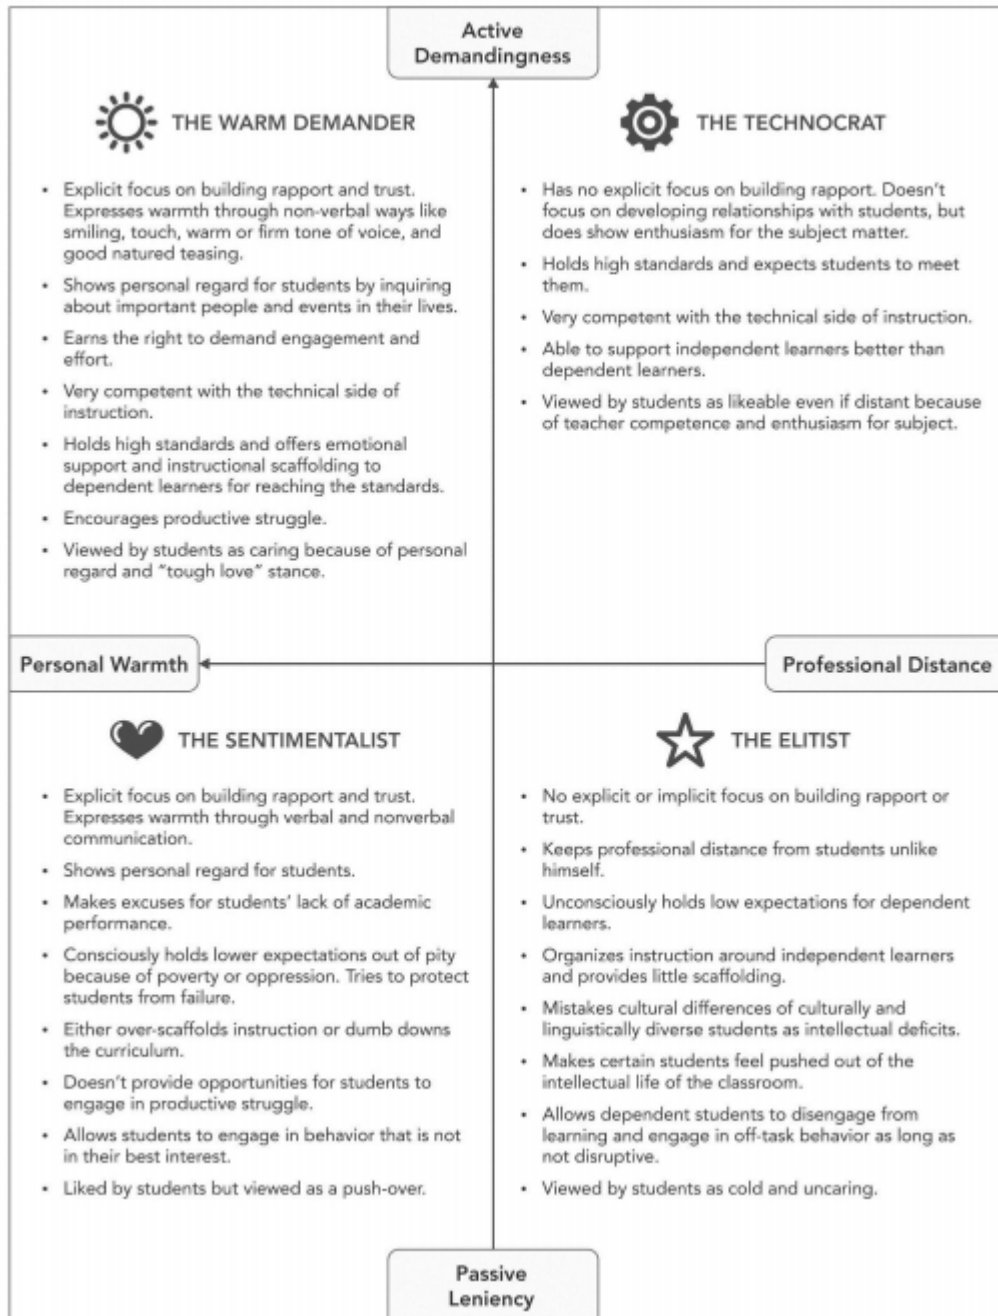 Active
Demandingness
THE WARM DEMANDER
• Explicit focus on building rapport and trust.
Expresses warmth through non-verbal ways like
smiling, touch, warm or firm tone of voice, and
good natured teasing.
• Shows personal regard for students by inquiring
about important people and events in their lives.
• Earns the right to demand engagement and
effort.
• Very competent with the technical side of
instruction.
• Holds high standards and offers emotional
support and instructional scaffolding to
dependent learners for reaching the standards.
• Encourages productive struggle.
• Viewed by students as caring because of personal
regard and “tough love” stance.
THE TECHNOCRAT
• Has no explicit focus on building rapport. Doesn’t
focus on developing relationships with students, but
does show enthusiasm for the subject matter.
• Holds high standards and expects students to meet
them.
• Very competent with the technical side of instruction.
• Able to support independent learners better than
dependent learners.
• Viewed by students as likeable even if distant because
of teacher competence and enthusiasm for subject.
Personal Warmth
Professional Distance
THE SENTIMENTALIST
• Explicit focus on building rapport and trust.
Expresses warmth through verbal and nonverbal
communication.
• Shows personal regard for students.
• Makes excuses for students’ lack of academic
performance.
• Consciously holds lower expectations out of pity
because of poverty or oppression. Tries to protect
students from failure.
• Either over-scaffolds instruction or dumb downs
the curriculum.
• Doesn’t provide opportunities for students to
engage in productive struggle.
• Allows students to engage in behavior that is not
in their best interest.
• Liked by students but viewed as a push-over.
THE ELITIST
• No explicit or implicit focus on building rapport or
trust.
• Keeps professional distance from students unlike
himself.
• Unconsciously holds low expectations for dependent
learners.
• Organizes instruction around independent learners
and provides little scaffolding.
• Mistakes cultural differences of culturally and
linguistically diverse students as intellectual deficits.
• Makes certain students feel pushed out of the
intellectual life of the classroom.
• Allows dependent students to disengage from
learning and engage in off-task behavior as long as
not disruptive.
• Viewed by students as cold and uncaring.
Passive
Leniency